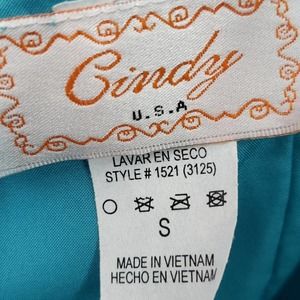 Cindy
U.S.A
LAVAR EN SECO
STYLE # 1521 (3125)
S
MADE IN VIETNAM
HECHO EN VIETNAM